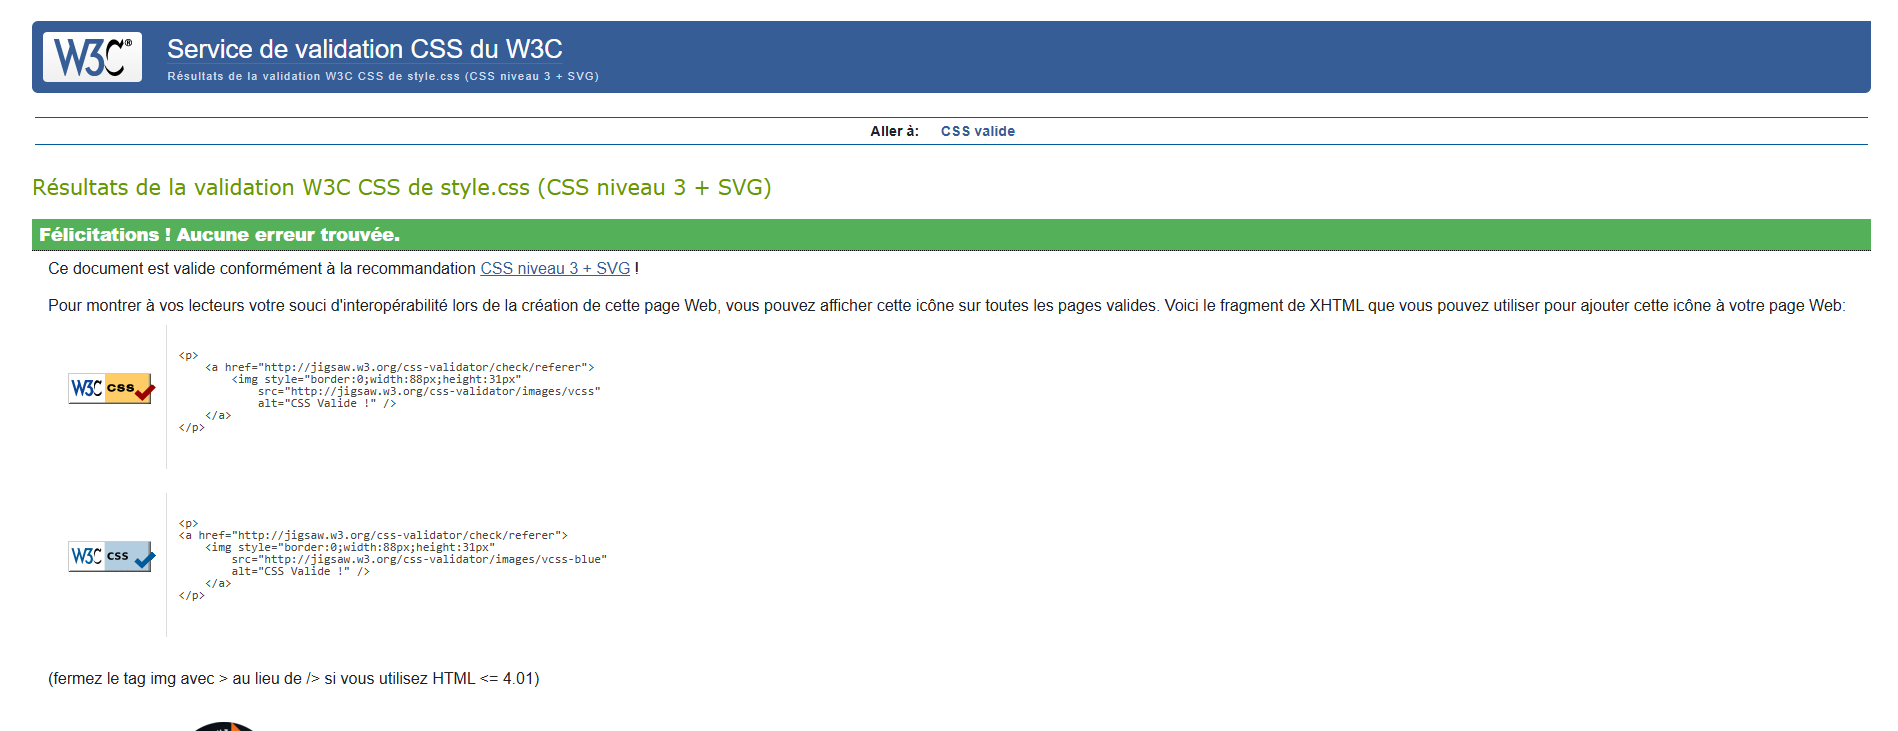 W3C®
Service de validation CSS du W3C
Résultats de la validation W3C CSS de style.css (CSS niveau 3 + SVG)
Aller à: CSS valide
Résultats de la validation W3C CSS de style.css (CSS niveau 3 + SVG)
Félicitations ! Aucune erreur trouvée.
Ce document est valide conformément à la recommandation CSS niveau 3 + SVG !
Pour montrer à vos lecteurs votre souci d'interopérabilité lors de la création de cette page Web, vous pouvez afficher cette icône sur toutes les pages valides. Voici le fragment de XHTML que vous pouvez utiliser pour ajouter cette icône à votre page Web:
W3C css
<p>
<a href="http://jigsaw.w3.org/css-validator/check/referer">
<img style="border:0;width:88px;height:31px"
src="http://jigsaw.w3.org/css-validator/images/vcss"
alt="CSS Valide !" />
</a>
</p>
W3C css
<p>
<a href="http://jigsaw.w3.org/css-validator/check/referer">
<img style="border:0;width:88px;height:31px"
src="http://jigsaw.w3.org/css-validator/images/vcss-blue"
alt="CSS Valide !" />
</a>
</p>
(fermez le tag img avec > au lieu de /> si vous utilisez HTML <= 4.01)